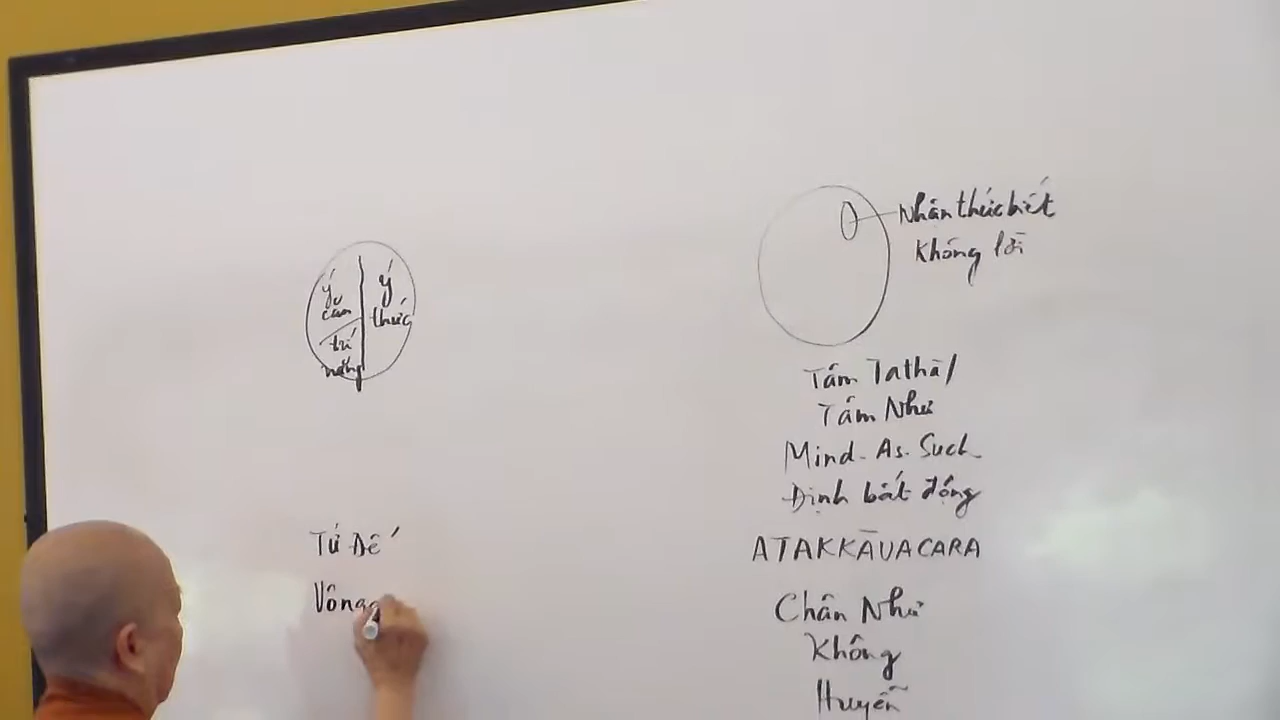 ý
căn
trí
năng
ý
thức
Tứ Đế
Nhận thức biết
không lời
Tâm Tathā/
Tâm Như
Mind-As-Such
Định bất động
ATAKKĀVACARA
Chân Như
Không
Huyễn